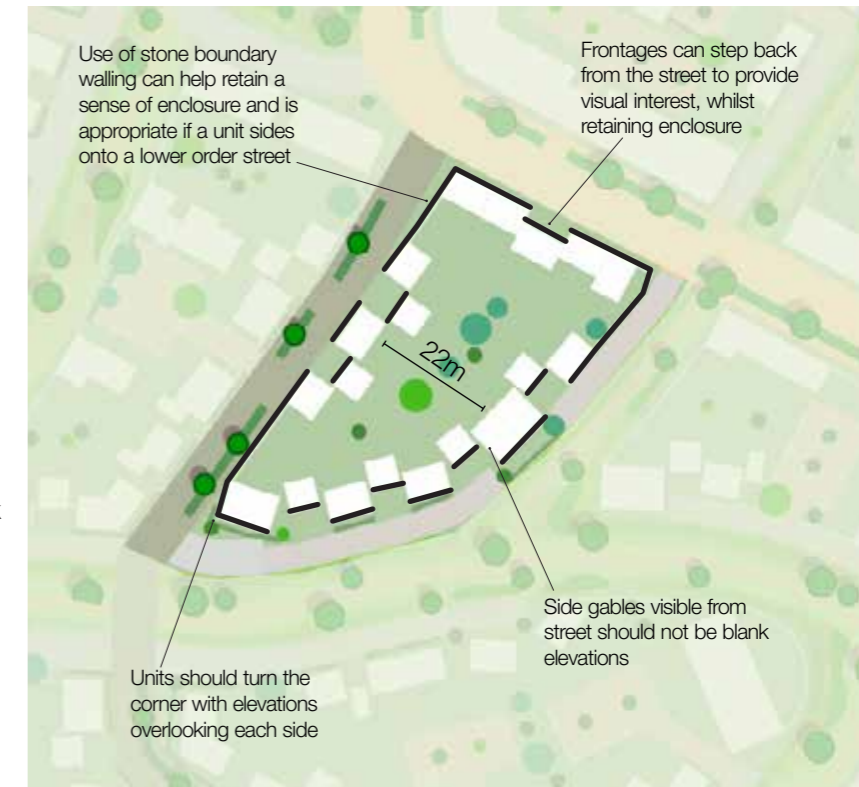 Use of stone boundary
walling can help retain a
sense of enclosure and is
appropriate if a unit sides
onto a lower order street
Frontages can step back
from the street to provide
visual interest, whilst
retaining enclosure
22m
Side gables visible from
street should not be blank
elevations
Units should turn the
corner with elevations
overlooking each side